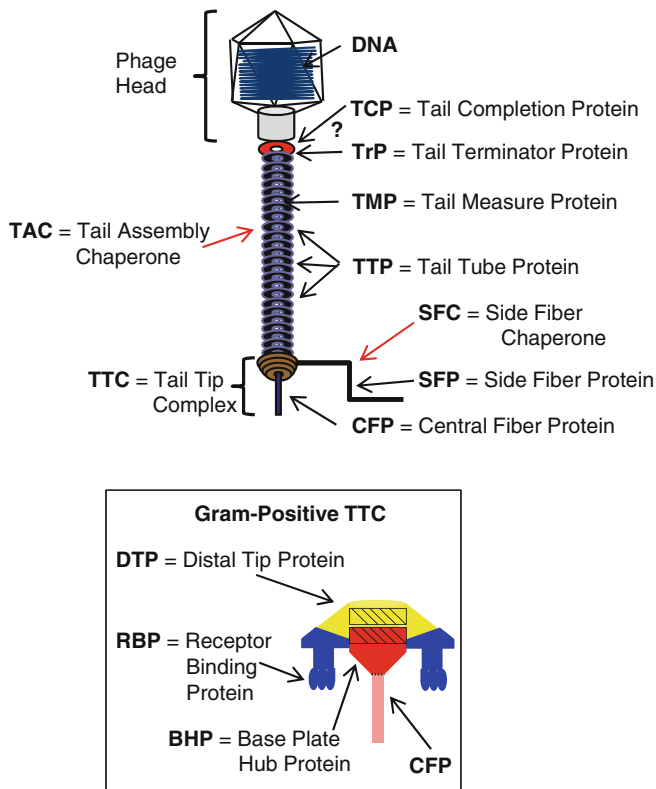 Phage
Head
DNA
TCP = Tail Completion Protein
?
TrP = Tail Terminator Protein
TMP = Tail Measure Protein
TAC = Tail Assembly
Chaperone
TTP = Tail Tube Protein
SFC = Side Fiber
Chaperone
TTC = Tail Tip
Complex
SFP = Side Fiber Protein
CFP = Central Fiber Protein
Gram-Positive TTC
DTP = Distal Tip Protein
RBP = Receptor
Binding
Protein
BHP = Base Plate
Hub Protein
CFP